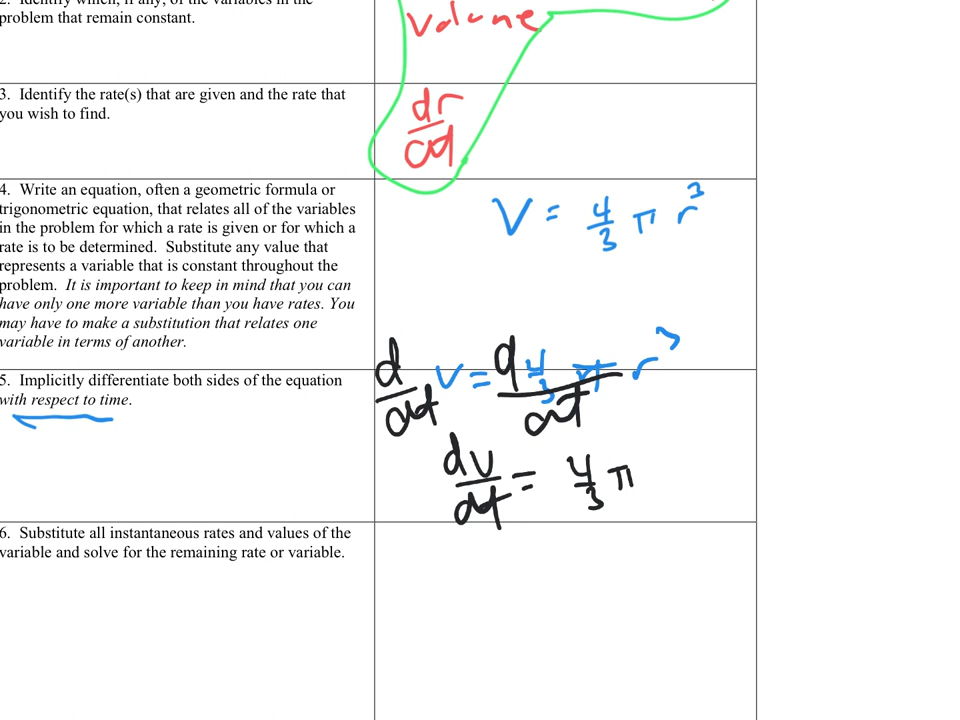 problem that remain constant.
Volume
3. Identify the rate(s) that are given and the rate that
you wish to find.
dr
dt
4. Write an equation, often a geometric formula or
trigonometric equation, that relates all of the variables
in the problem for which a rate is given or for which a
rate is to be determined. Substitute any value that
represents a variable that is constant throughout the
problem. It is important to keep in mind that you can
have only one more variable than you have rates. You
may have to make a substitution that relates one
variable in terms of another.
V = 4/3 π r³
5. Implicitly differentiate both sides of the equation
with respect to time.
d/dt V = d 4/3 π r³ / dt
dv/dt = 4/3 π
6. Substitute all instantaneous rates and values of the
variable and solve for the remaining rate or variable.